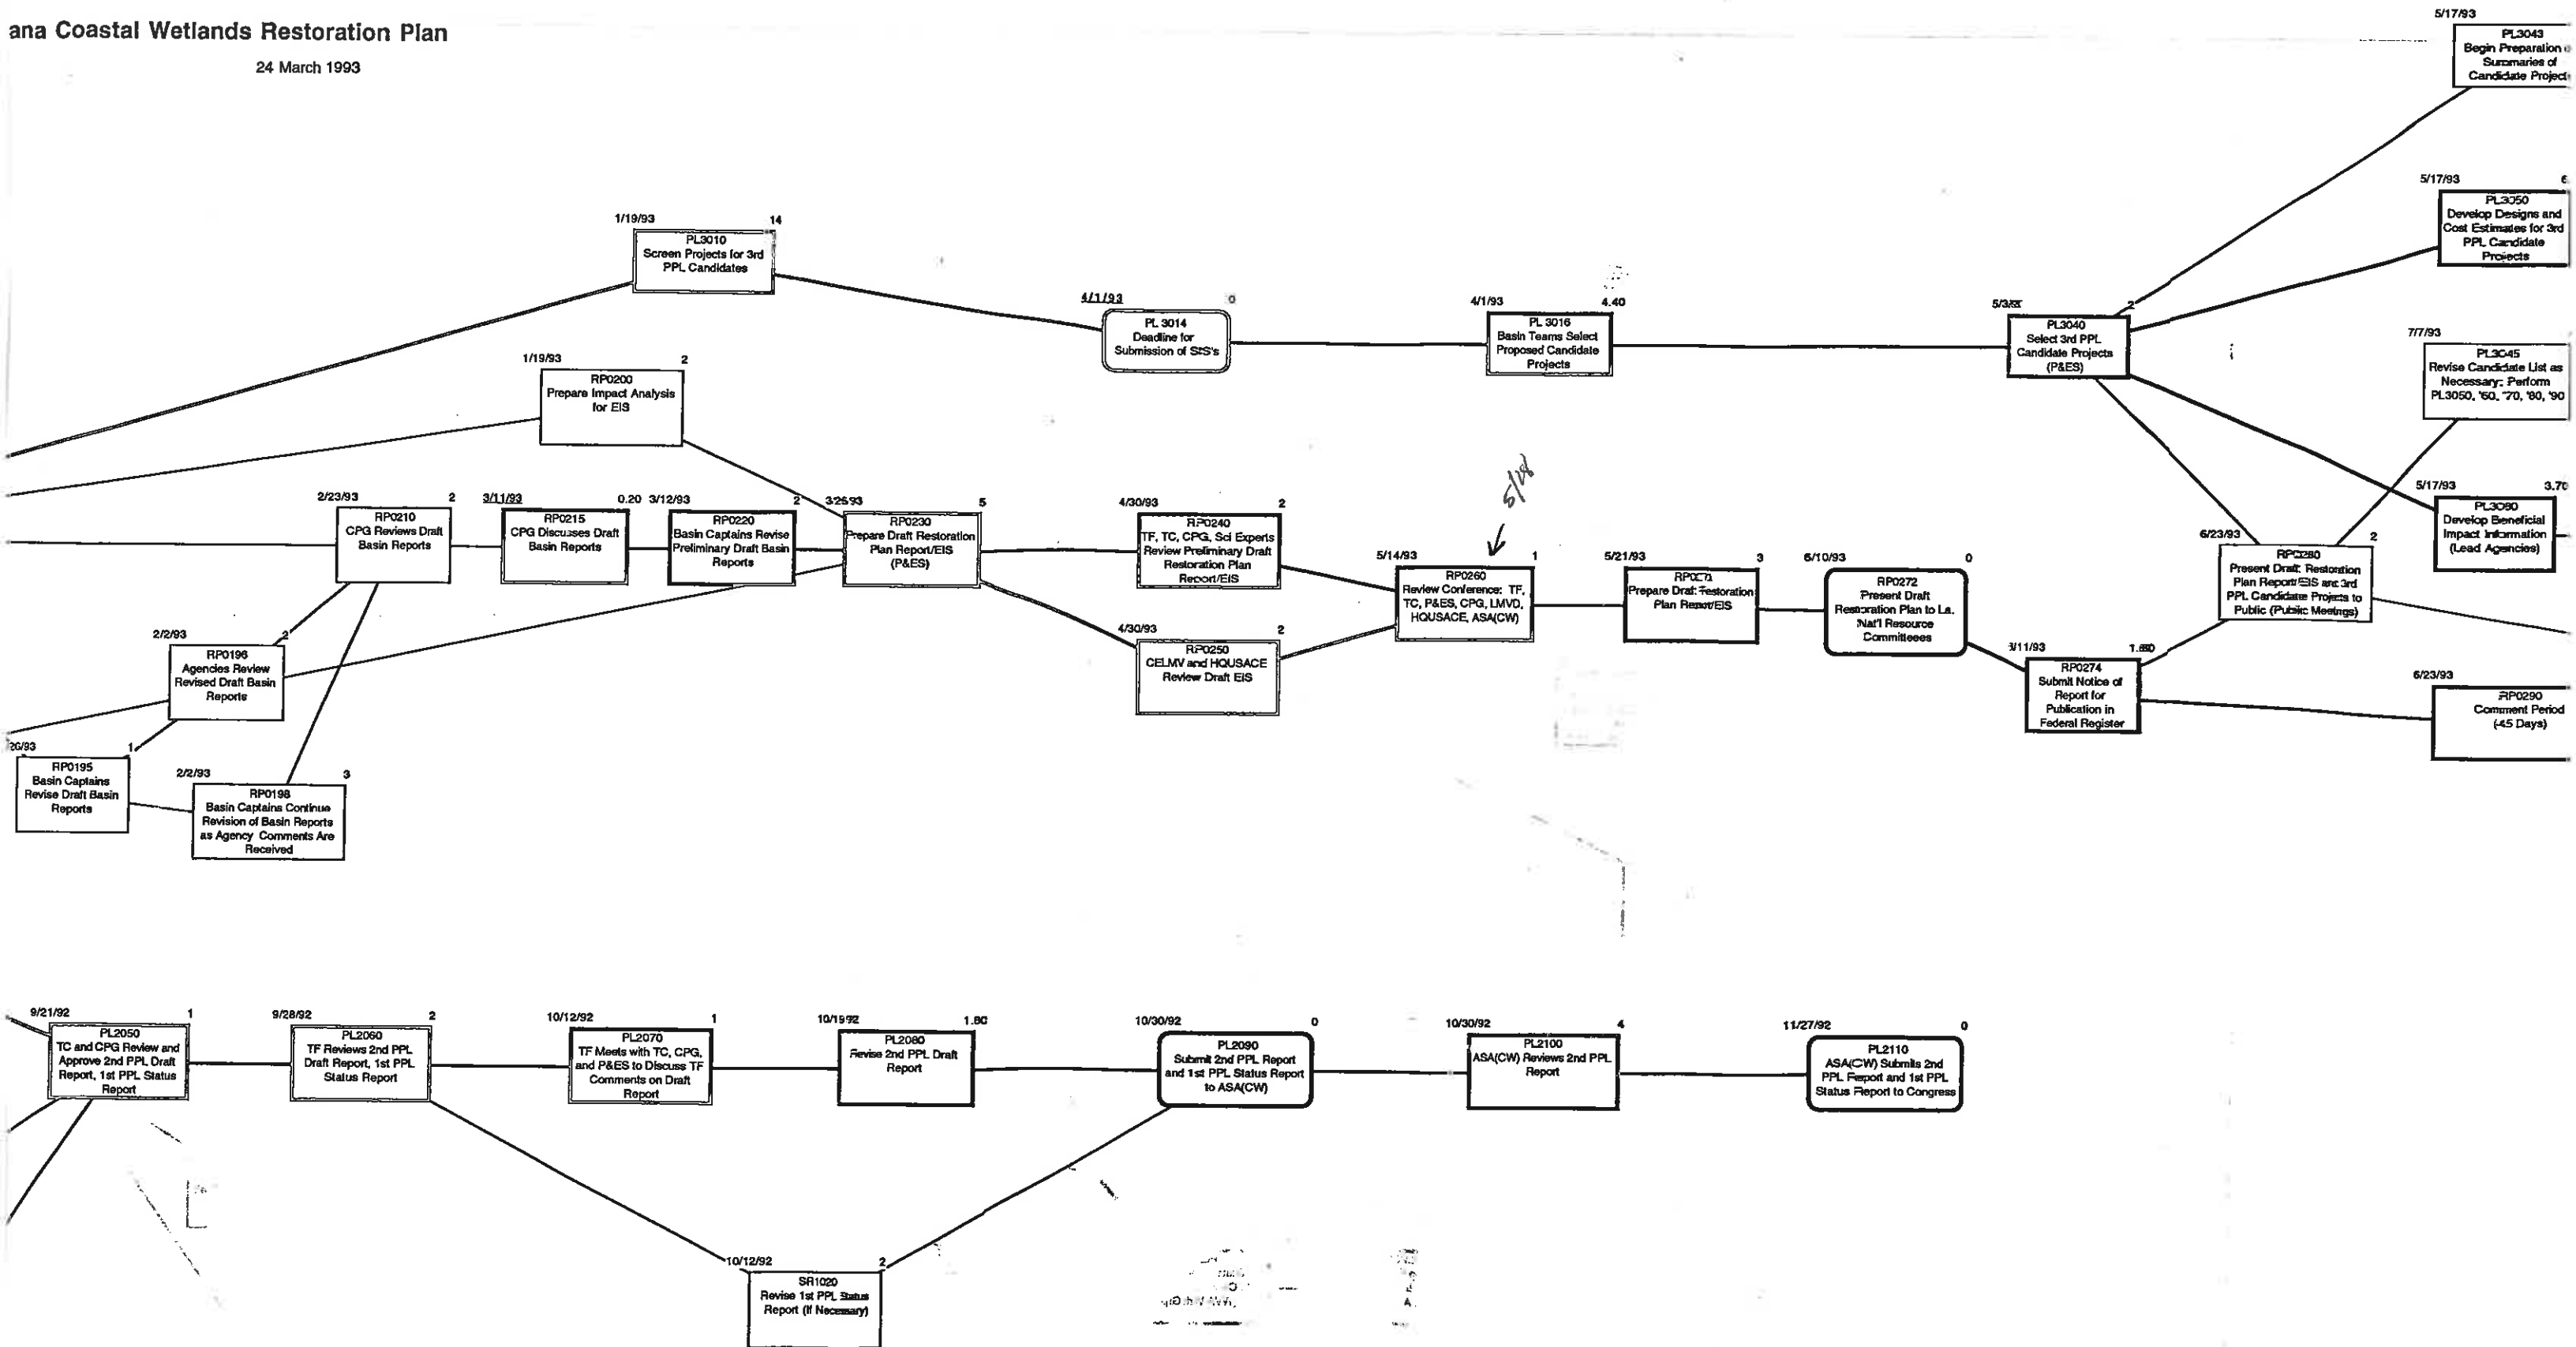 ana Coastal Wetlands Restoration Plan
24 March 1993
5/17/93
PL3043
Begin Preparation
Summaries of
Candidate Project
5/17/93 6
PL3050
Develop Designs and
Cost Estimates for 3rd
PPL Candidate
Projects
1/19/93 14
PL3010
Screen Projects for 3rd
PPL Candidates
4/1/93 0
PL 3014
Deadline for
Submission of
4/1/93 4.40
PL 3016
Basin Teams Select
Proposed Candidate
Projects
5/3/ 2
PL3040
Select 3rd PPL
Candidate Projects
(P&ES)
7/7/93
PL3045
Revise Candidate List as
Necessary; Perform
PL3050, '60, '70, '80, '90
1/19/93 2
RP0200
Prepare Impact Analysis
for EIS
5/28
2/23/93 2
RP0210
CPG Reviews Draft
Basin Reports
3/11/93 0.20
RP0215
CPG Discusses Draft
Basin Reports
3/12/93 2
RP0220
Basin Captains Revise
Preliminary Draft Basin
Reports
5
RP0230
Prepare Draft Restoration
Plan Report/EIS
(P&ES)
4/30/93 2
RP0240
TF, TC, CPG, Sci Experts
Review Preliminary Draft
Restoration Plan
Report/EIS
4/30/93 2
RP0250
CELMV and HQUSACE
Review Draft EIS
5/14/93 1
RP0260
Review Conference: TF,
TC, P&ES, CPG, LMVD,
HQUSACE, ASA(CW)
5/21/93 3
Prepare Draft Restoration
Plan Report/EIS
6/10/93 0
RP0272
Present Draft
Restoration Plan to La.
Nat'l Resource
Committeees
/11/93
RP0274
Submit Notice of
Report for
Publication in
Federal Register
6/23/93 2
RP0280
Present Draft Restoration
Plan Report/EIS and 3rd
PPL Candidate Projects to
Public (Public Meetings)
5/17/93 3.70
Develop Beneficial
Impact Information
(Lead Agencies)
6/23/93
RP0290
Comment Period
(45 Days)
2/2/93 2
RP0196
Agencies Review
Revised Draft Basin
Reports
26/93 1
RP0195
Basin Captains
Revise Draft Basin
Reports
2/2/93 3
RP0198
Basin Captains Continue
Revision of Basin Reports
as Agency Comments Are
Received
9/21/92 1
PL2050
TC and CPG Review and
Approve 2nd PPL Draft
Report, 1st PPL Status
Report
9/28/92 2
PL2060
TF Reviews 2nd PPL
Draft Report, 1st PPL
Status Report
10/12/92 1
PL2070
TF Meets with TC, CPG,
and P&ES to Discuss TF
Comments on Draft
Report
10/1992 1.80
PL2080
Revise 2nd PPL Draft
Report
10/30/92 0
PL2090
Submit 2nd PPL Report
and 1st PPL Status Report
to ASA(CW)
10/30/92 4
PL2100
ASA(CW) Reviews 2nd PPL
Report
11/27/92 0
PL2110
ASA(CW) Submits 2nd
PPL Report and 1st PPL
Status Report to Congress
10/12/92 2
SR1020
Revise 1st PPL Status
Report (If Necessary)